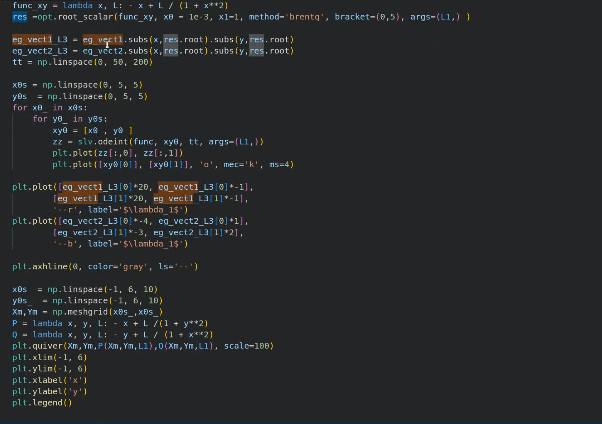 func_xy = lambda x, L: - x + L / (1 + x**2)
res =opt.root_scalar(func_xy, x0 = 1e-3, x1=1, method='brentq', bracket=(0,5), args=(L1,) )
eg_vect1_L3 = eg_vect1.subs(x,res.root).subs(y,res.root)
eg_vect2_L3 = eg_vect2.subs(x,res.root).subs(y,res.root)
tt = np.linspace(0, 50, 200)
x0s = np.linspace(0, 5, 5)
y0s  = np.linspace(0, 5, 5)
for x0_ in x0s:
for y0_ in y0s:
xy0 = [x0_, y0_]
zz = slv.odeint(func, xy0, tt, args=(L1,))
plt.plot(zz[:,0], zz[:,1])
plt.plot([xy0[0]], [xy0[1]], 'o', mec='k', ms=4)
plt.plot([eg_vect1_L3[0]*20, eg_vect1_L3[0]*-1],
[eg_vect1_L3[1]*20, eg_vect1_L3[1]*-1],
'--r', label='$\lambda_1$')
plt.plot([eg_vect2_L3[0]*-4, eg_vect2_L3[0]*1],
[eg_vect2_L3[1]*-3, eg_vect2_L3[1]*2],
'--b', label='$\lambda_1$')
plt.axhline(0, color='gray', ls='--')
x0s_ = np.linspace(-1, 6, 10)
y0s_  = np.linspace(-1, 6, 10)
Xm,Ym = np.meshgrid(x0s_,x0s_)
P = lambda x, y, L: - x + L /(1 + y**2)
Q = lambda x, y, L: - y + L / (1 + x**2)
plt.quiver(Xm,Ym,P(Xm,Ym,L1),Q(Xm,Ym,L1), scale=100)
plt.xlim(-1, 6)
plt.ylim(-1, 6)
plt.xlabel('x')
plt.ylabel('y')
plt.legend()